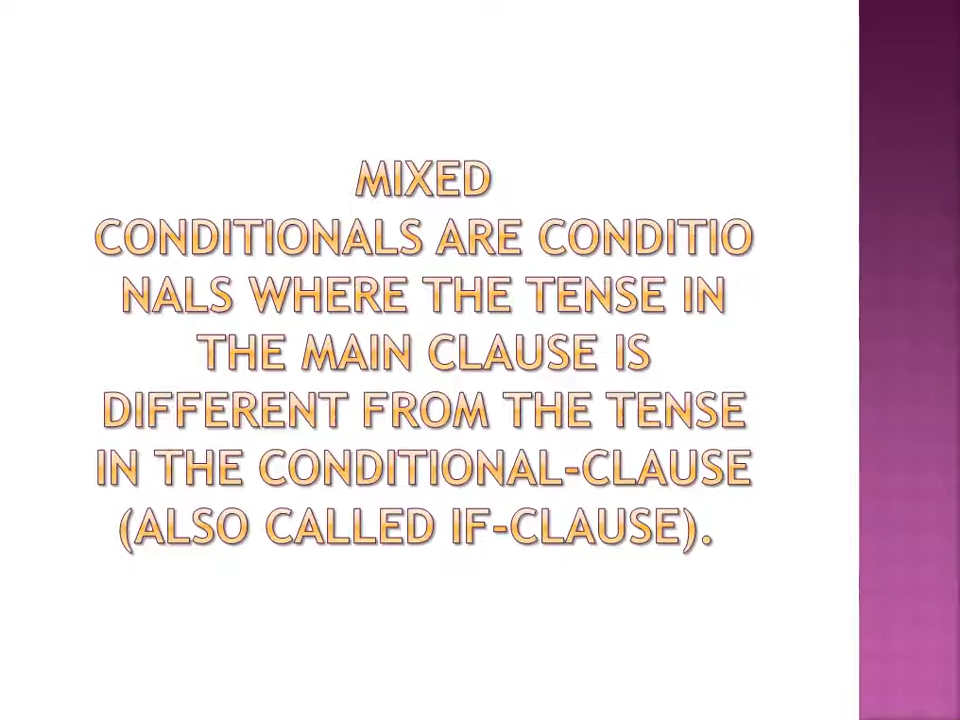 MIXED
CONDITIONALS ARE CONDITIO
NALS WHERE THE TENSE IN
THE MAIN CLAUSE IS
DIFFERENT FROM THE TENSE
IN THE CONDITIONAL-CLAUSE
(ALSO CALLED IF-CLAUSE).